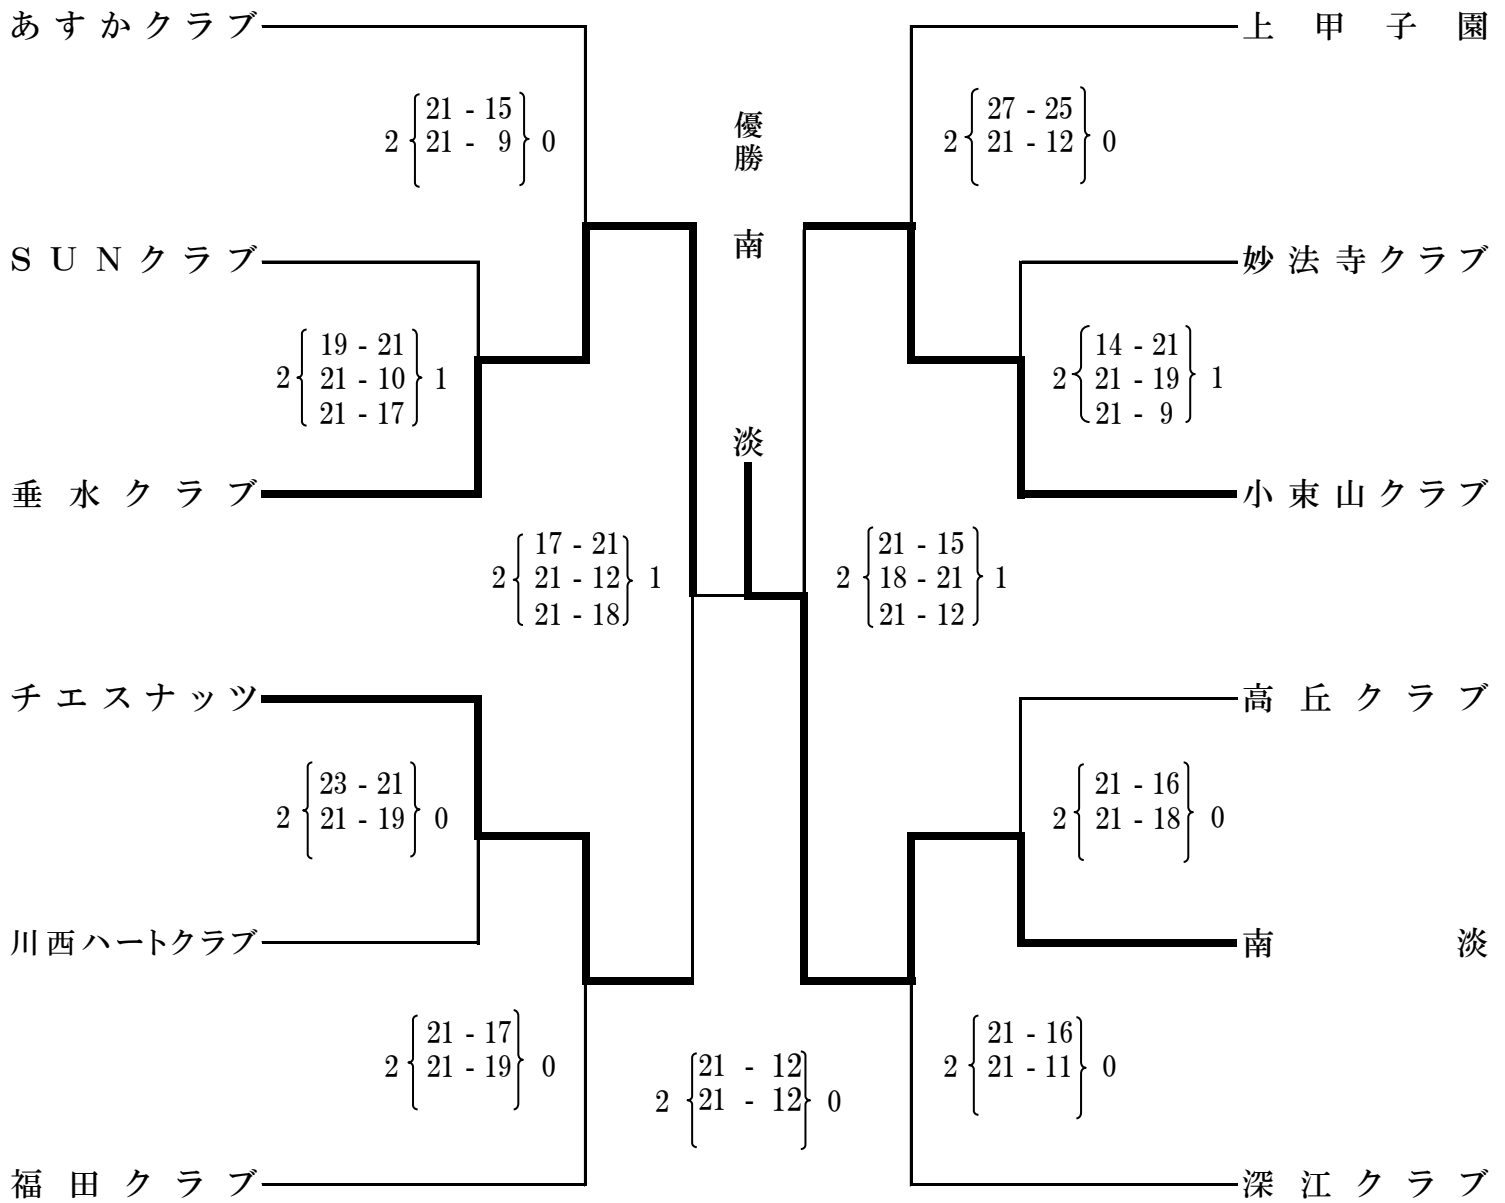 あすかクラブ
上甲子園
21 - 15
2 21 - 9 0
優勝
南淡
27 - 25
2 21 - 12 0
SUNクラブ
妙法寺クラブ
19 - 21
2 21 - 10 1
21 - 17
14 - 21
2 21 - 19 1
21 - 9
垂水クラブ
小東山クラブ
17 - 21
2 21 - 12 1
21 - 18
21 - 15
2 18 - 21 1
21 - 12
チエスナッツ
高丘クラブ
23 - 21
2 21 - 19 0
21 - 16
2 21 - 18 0
川西ハートクラブ
南淡
21 - 17
2 21 - 19 0
21 - 12
2 21 - 12 0
21 - 16
2 21 - 11 0
福田クラブ
深江クラブ